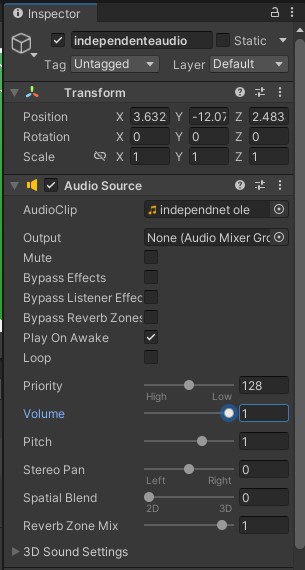 Inspector
independenteaudio Static
Tag Untagged Layer Default
Transform
Position X 3.632 Y -12.07 Z 2.483
Rotation X 0 Y 0 Z 0
Scale X 1 Y 1 Z 1
Audio Source
AudioClip independnet ole
Output None (Audio Mixer Grc
Mute
Bypass Effects
Bypass Listener Effec
Bypass Reverb Zones
Play On Awake
Loop
Priority 128
High Low
Volume 1
Pitch 1
Stereo Pan 0
Left Right
Spatial Blend 0
2D 3D
Reverb Zone Mix 1
3D Sound Settings